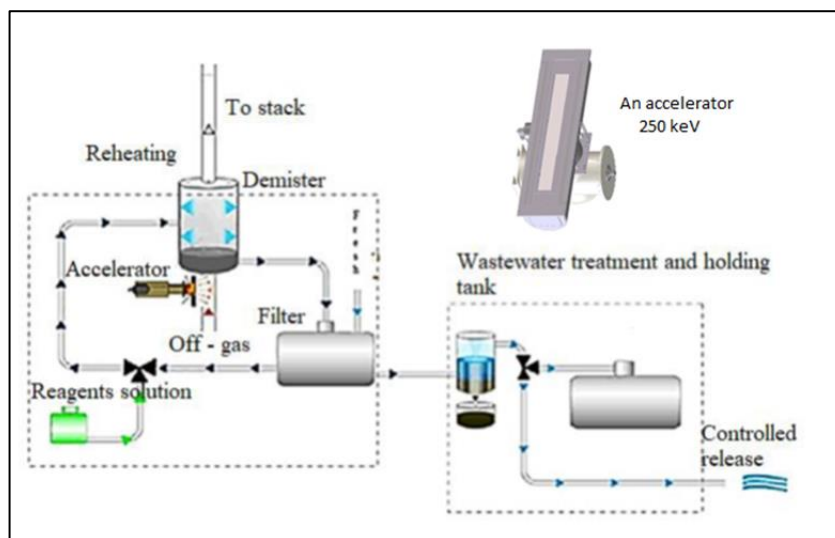 To stack
An accelerator
250 keV
Reheating
Demister
Fresh
Accelerator
Wastewater treatment and holding
tank
Filter
Off - gas
Reagents solution
Controlled
release